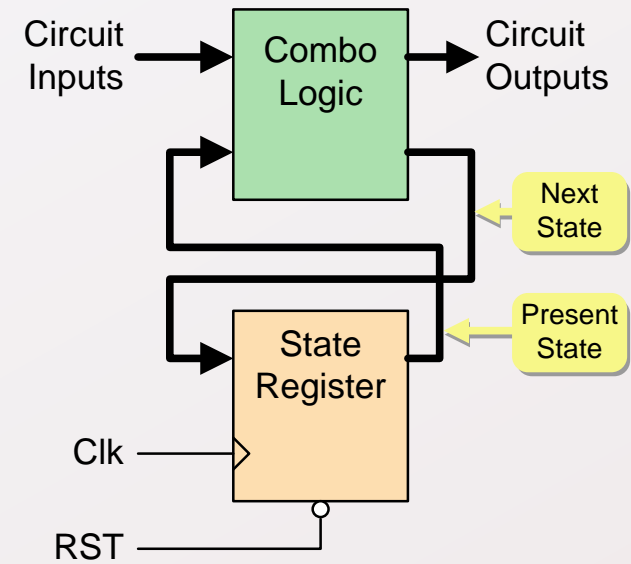 Circuit
Inputs
Combo
Logic
Circuit
Outputs
Next
State
Present
State
State
Register
Clk
RST